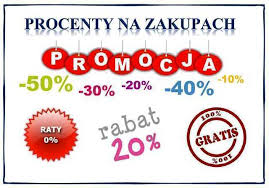 PROCENTY NA ZAKUPACH
PROMOCJA
-50% -30% -20% -40% -10%
RATY
0%
rabat
20%
100%
GRATIS
100%